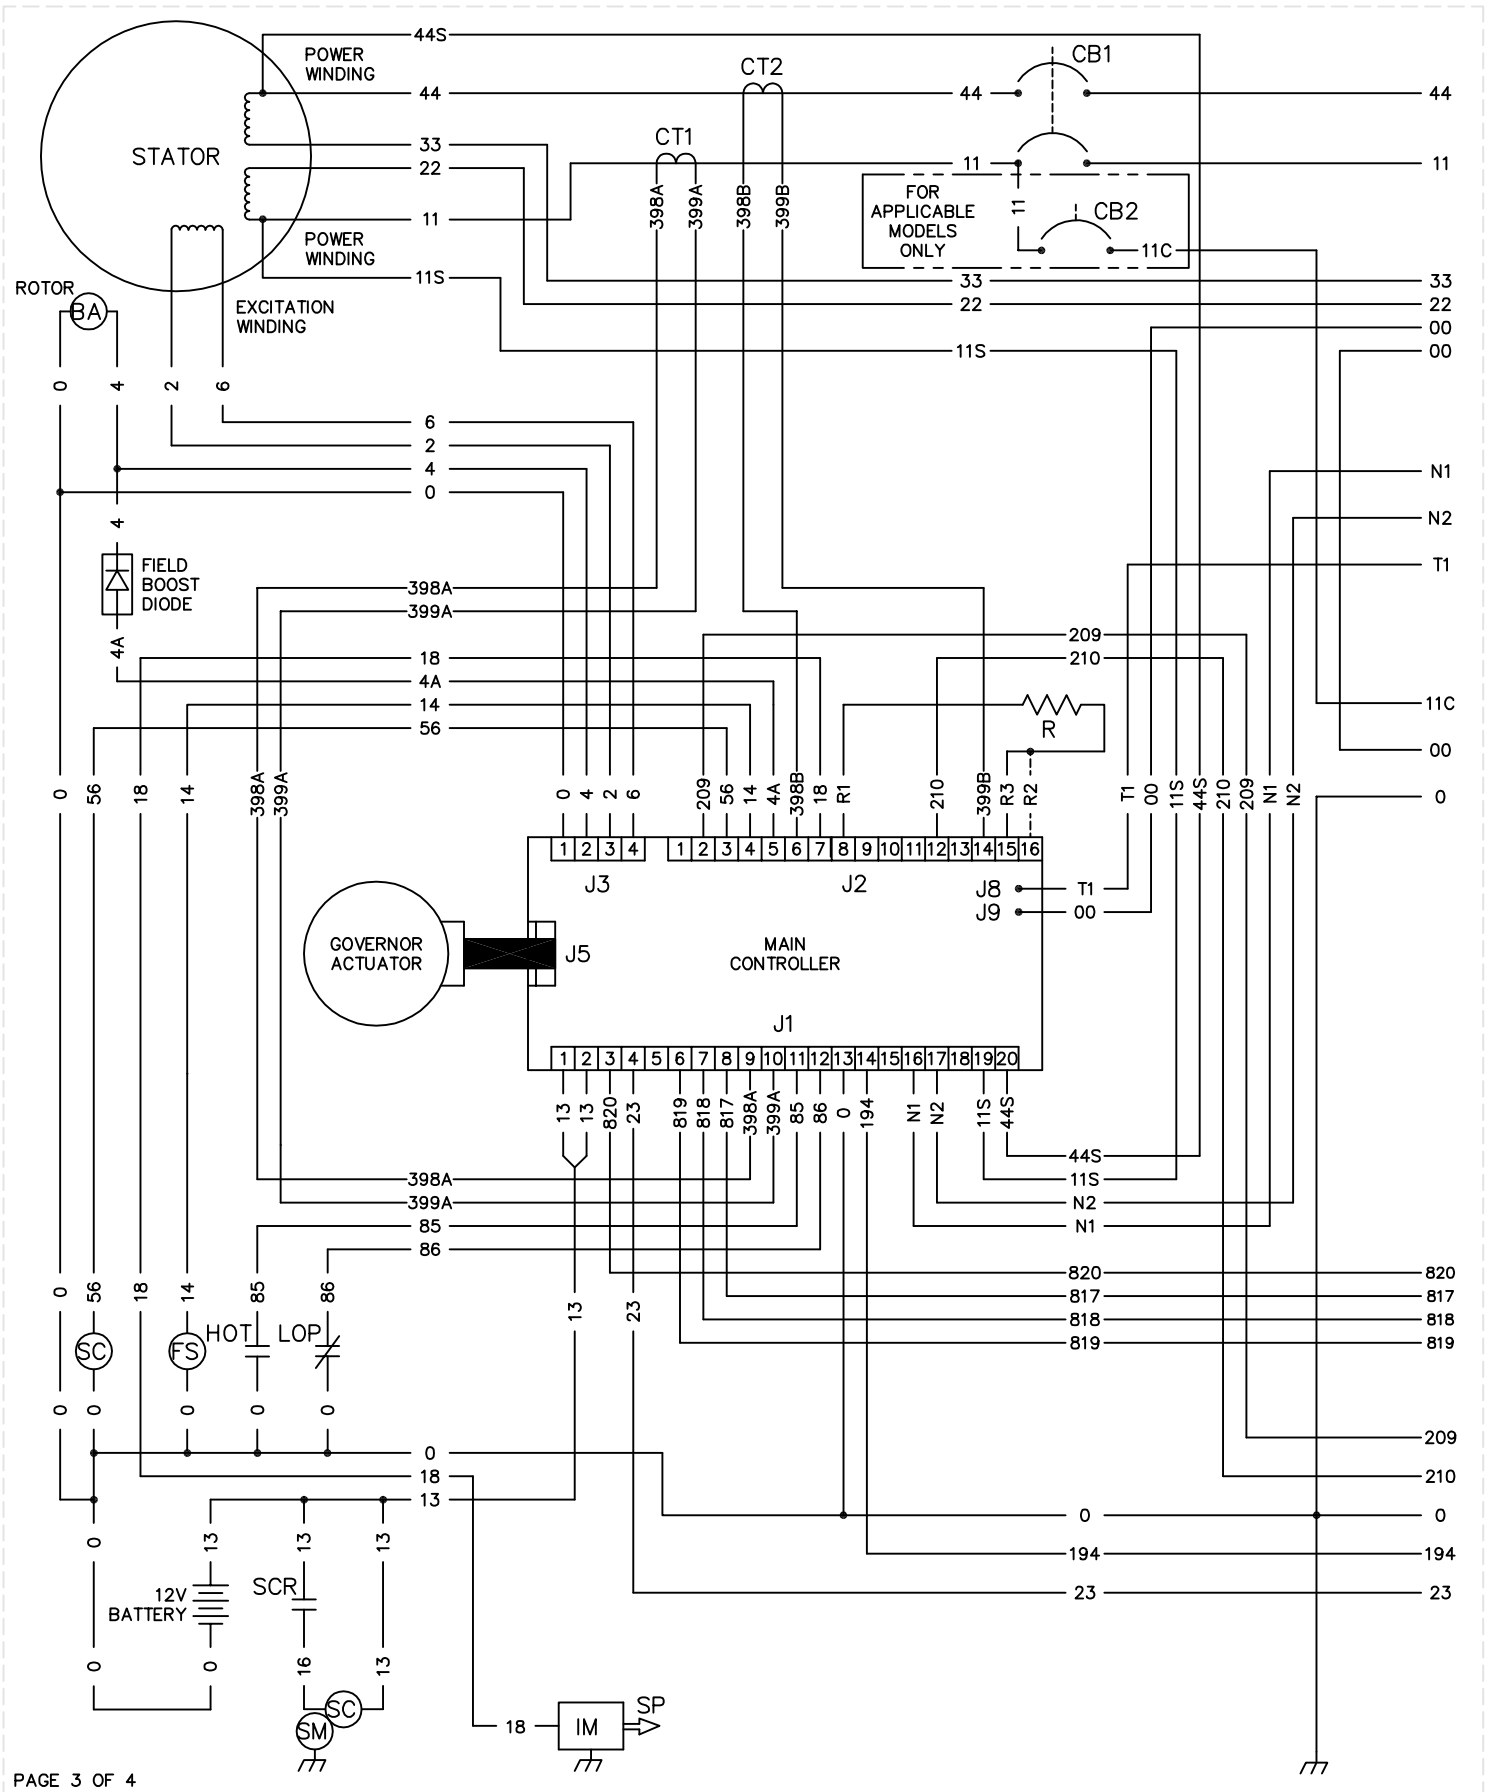 44S
POWER
WINDING
CT2
CB1
44
44
44
CT1
STATOR
33
22
11
11
398A
399A
398B
399B
FOR
APPLICABLE
MODELS
ONLY
11
CB2
11C
11
POWER
WINDING
11S
33
33
22
22
ROTOR
BA
EXCITATION
WINDING
00
11S
00
0
4
2
6
6
2
4
0
N1
N2
4
FIELD
BOOST
DIODE
T1
398A
399A
4A
209
18
210
4A
14
11C
56
R
00
0
56
18
14
398A
399A
0
4
2
6
209
56
14
4A
398B
18
R1
210
399B
R3
R2
T1
00
11S
44S
210
209
N1
N2
0
1 2 3 4
1 2 3 4 5 6 7 8 9 10 11 12 13 14 15 16
J3
J2
J8
T1
J9
00
GOVERNOR
ACTUATOR
J5
MAIN
CONTROLLER
J1
1 2 3 4 5 6 7 8 9 10 11 12 13 14 15 16 17 18 19 20
13
13
820
23
819
818
817
398A
399A
85
86
0
194
N1
N2
11S
44S
44S
398A
11S
399A
N2
85
N1
86
820
820
0
56
18
14
85
86
13
23
817
817
818
818
HOT
LOP
819
819
SC
FS
0
0
0
0
0
209
0
18
210
13
0
0
0
13
13
13
194
194
12V
BATTERY
SCR
23
23
0
0
16
13
SC
SM
18
IM
SP
PAGE 3 OF 4